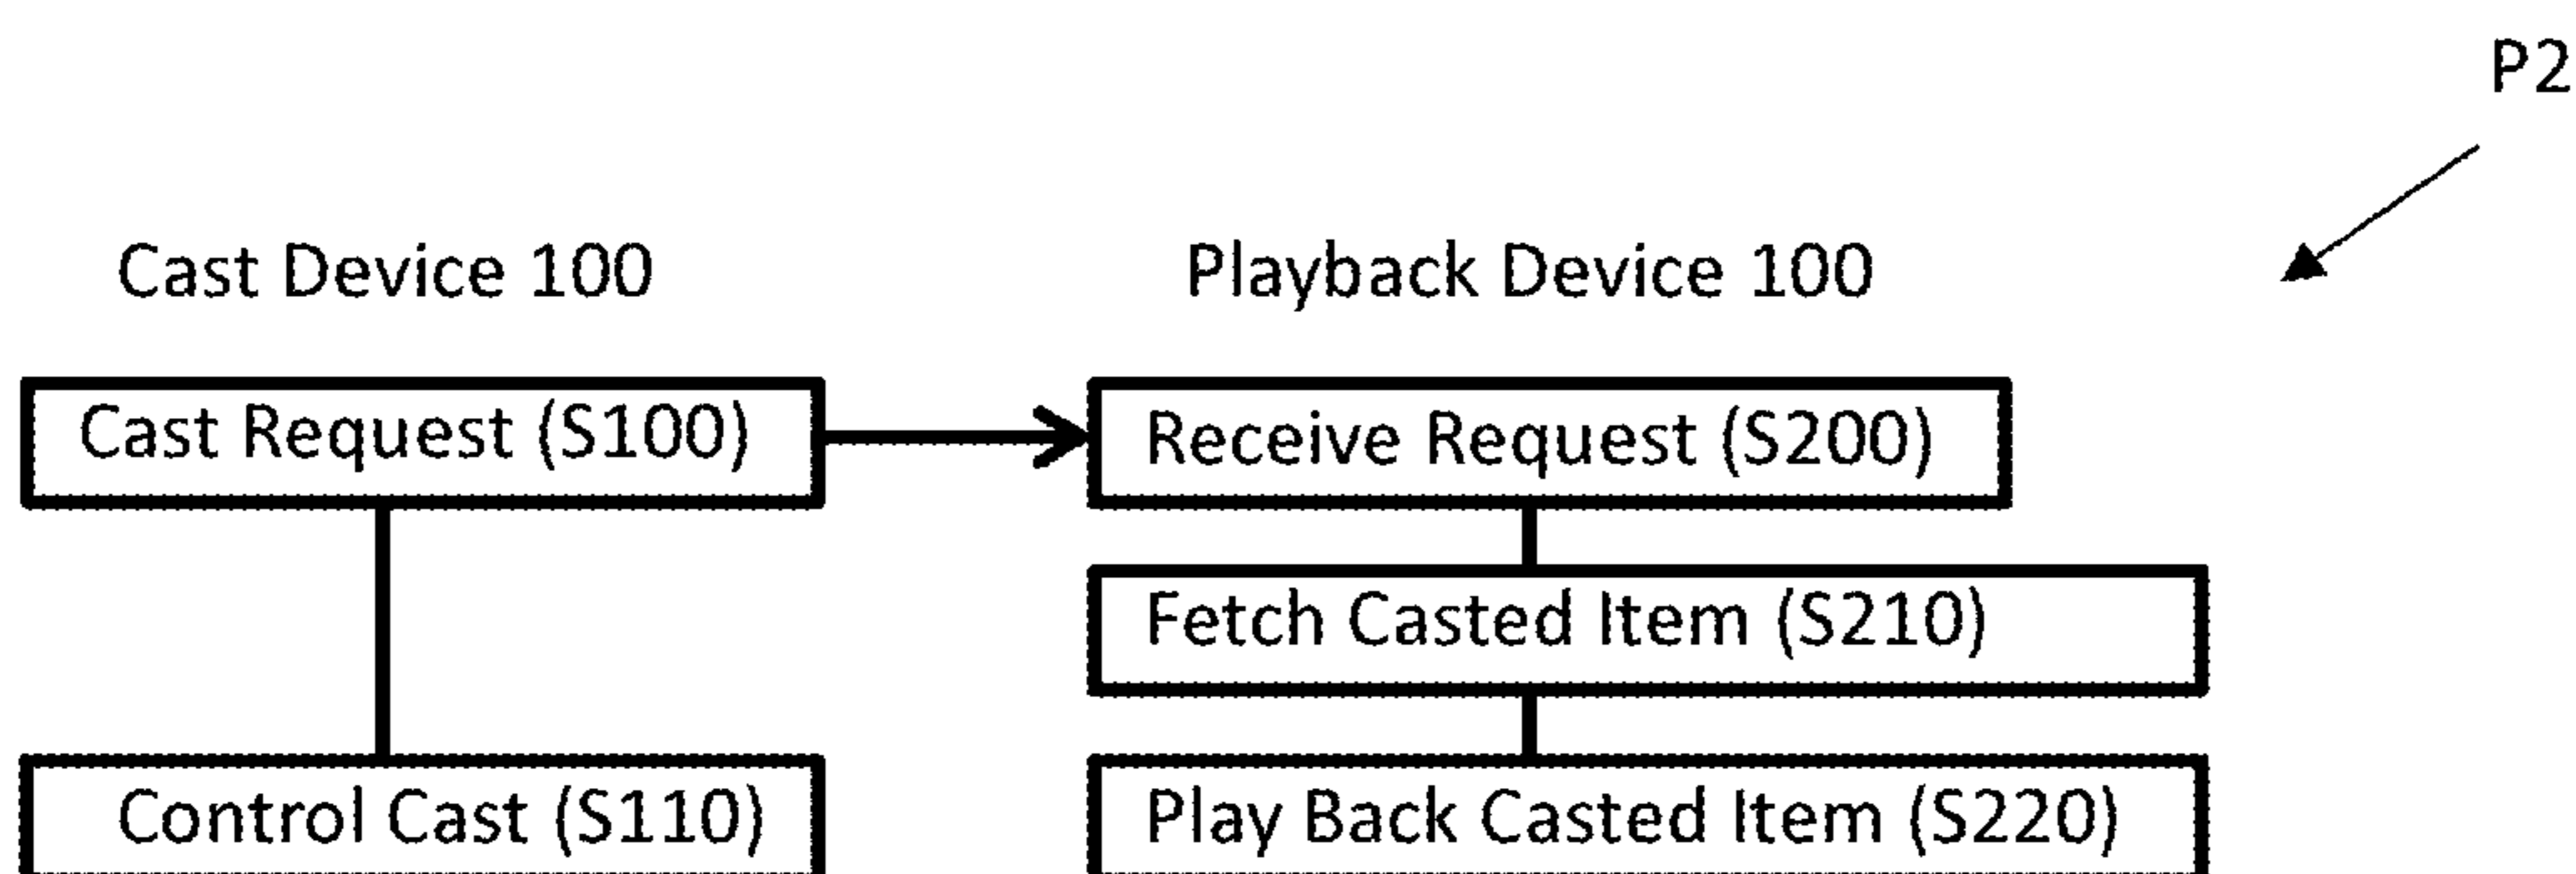 P2
Cast Device 100
Playback Device 100
Cast Request (S100)
Receive Request (S200)
Fetch Casted Item (S210)
Control Cast (S110)
Play Back Casted Item (S220)